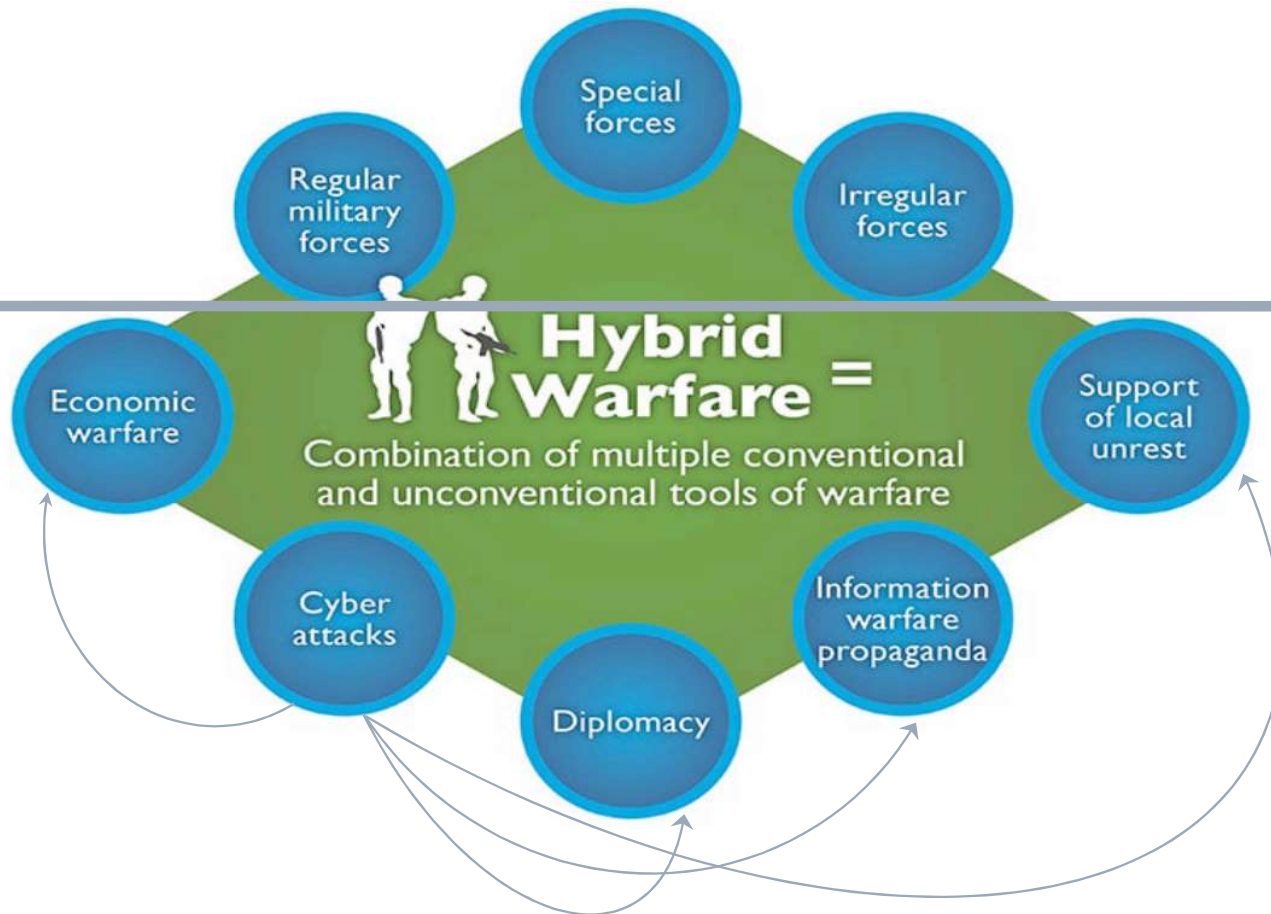 Special
forces
Regular
military
forces
Irregular
forces
Hybrid
Warfare =
Combination of multiple conventional
and unconventional tools of warfare
Economic
warfare
Support
of local
unrest
Cyber
attacks
Information
warfare
propaganda
Diplomacy